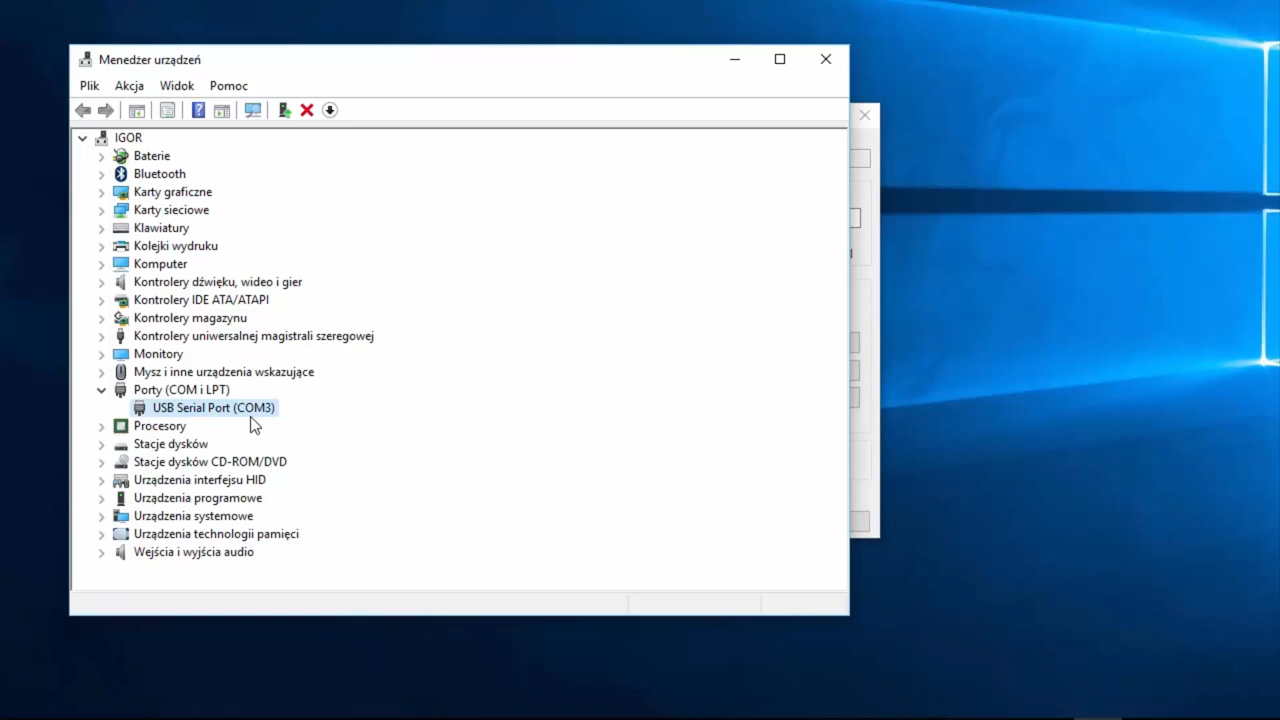 Menedżer urządzeń
Plik Akcja Widok Pomoc
IGOR
Baterie
Bluetooth
Karty graficzne
Karty sieciowe
Klawiatury
Kolejki wydruku
Komputer
Kontrolery dźwięku, wideo i gier
Kontrolery IDE ATA/ATAPI
Kontrolery magazynu
Kontrolery uniwersalnej magistrali szeregowej
Monitory
Mysz i inne urządzenia wskazujące
Porty (COM i LPT)
USB Serial Port (COM3)
Procesory
Stacje dysków
Stacje dysków CD-ROM/DVD
Urządzenia interfejsu HID
Urządzenia programowe
Urządzenia systemowe
Urządzenia technologii pamięci
Wejścia i wyjścia audio